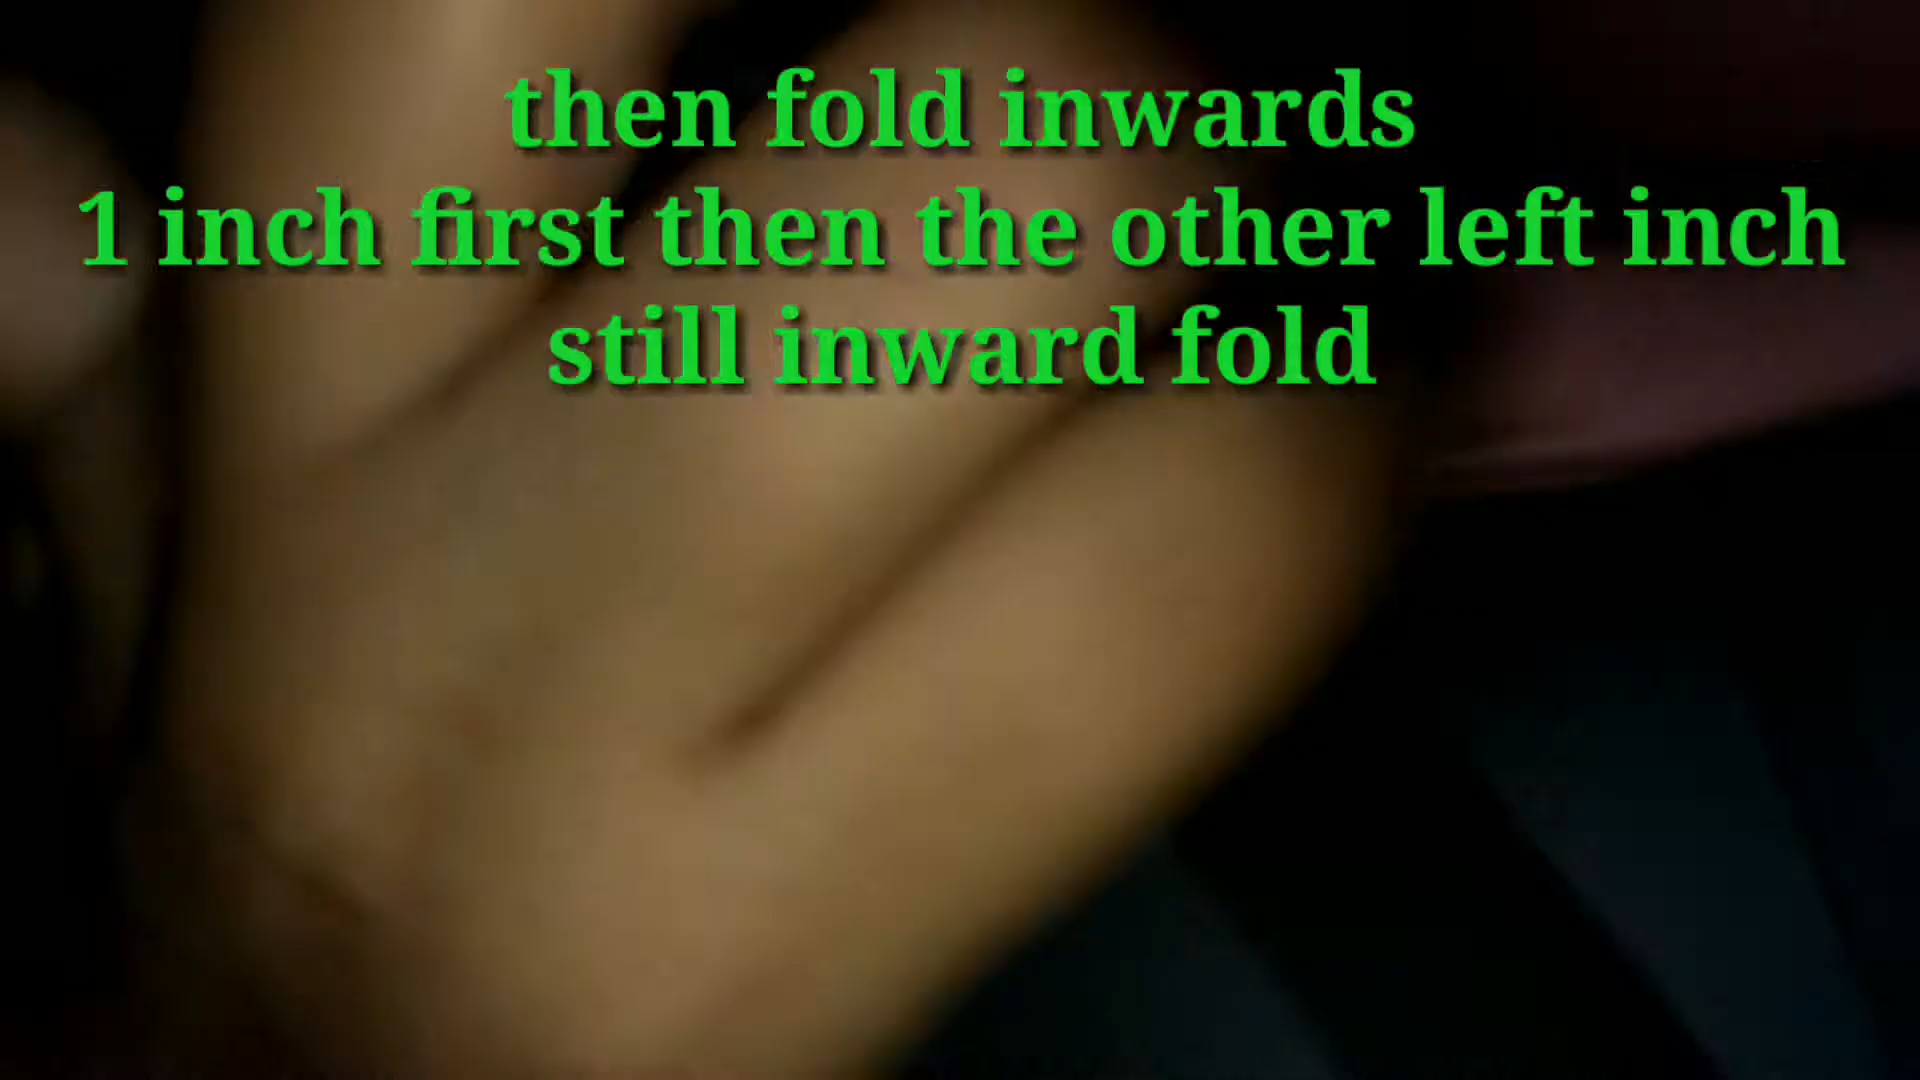 then fold inwards
1 inch first then the other left inch
still inward fold